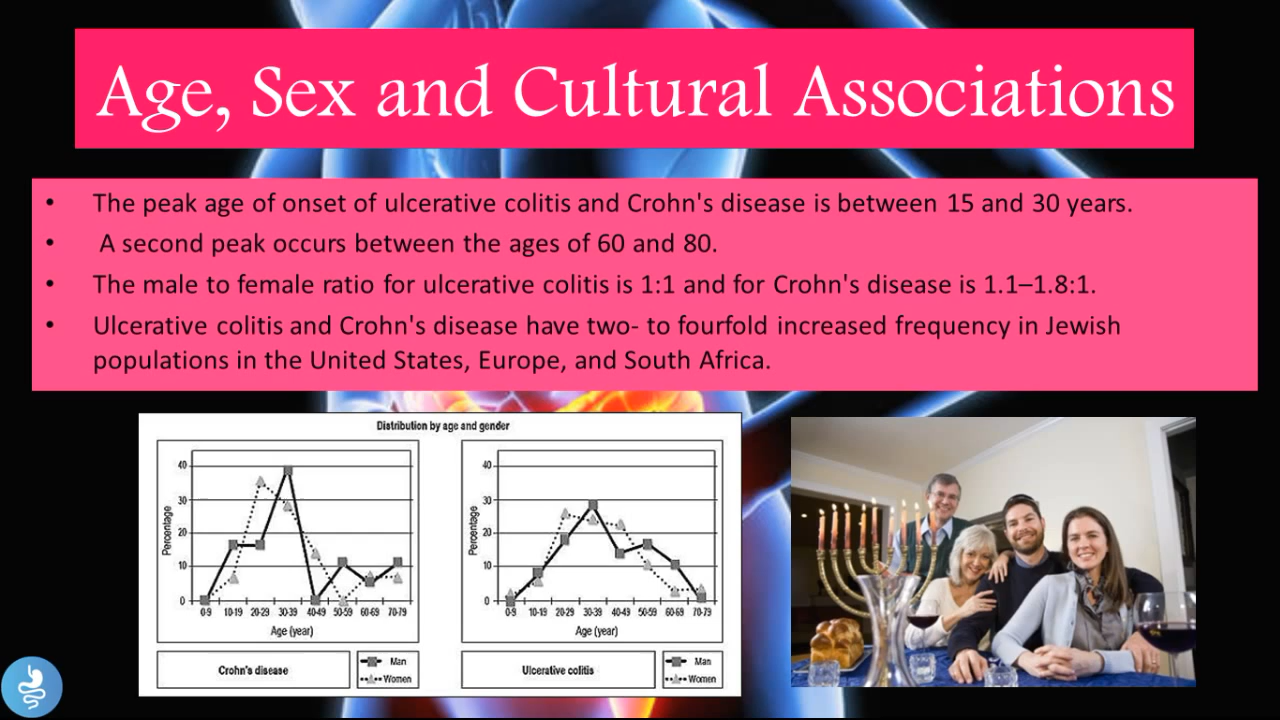 Age, Sex and Cultural Associations
• The peak age of onset of ulcerative colitis and Crohn's disease is between 15 and 30 years.
• A second peak occurs between the ages of 60 and 80.
• The male to female ratio for ulcerative colitis is 1:1 and for Crohn's disease is 1.1–1.8:1.
• Ulcerative colitis and Crohn's disease have two- to fourfold increased frequency in Jewish
populations in the United States, Europe, and South Africa.
Distribution by age and gender
Percentage
40
30
20
10
0
0-9 10-19 20-29 30-39 40-49 50-59 60-69 70-79
Age (year)
Crohn's disease
Man
Women
Percentage
40
30
20
10
0
0-9 10-19 20-29 30-39 40-49 50-59 60-69 70-79
Age (year)
Ulcerative colitis
Man
Women